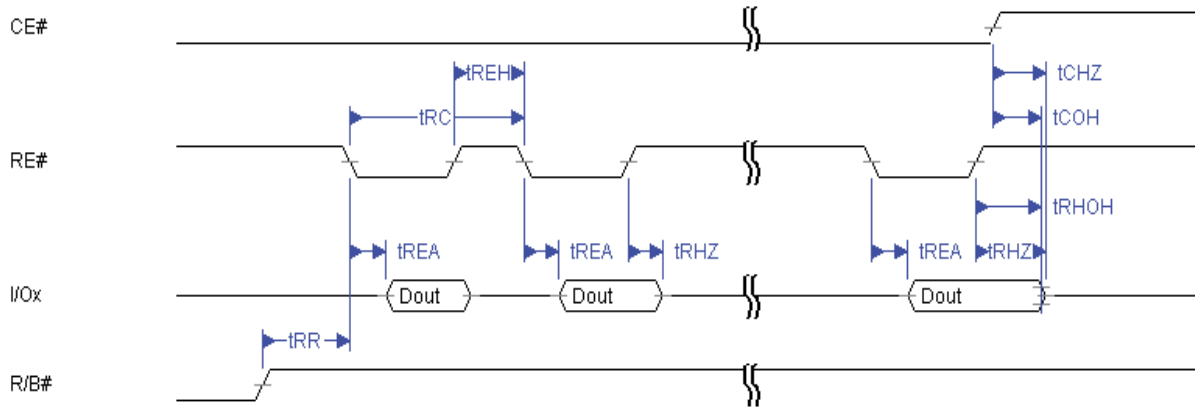 CE#
tREH
tCHZ
tRC
tCOH
RE#
tRHOH
tREA
tREA
tRHZ
tREA
tRHZ
I/Ox
Dout
Dout
Dout
tRR
R/B#